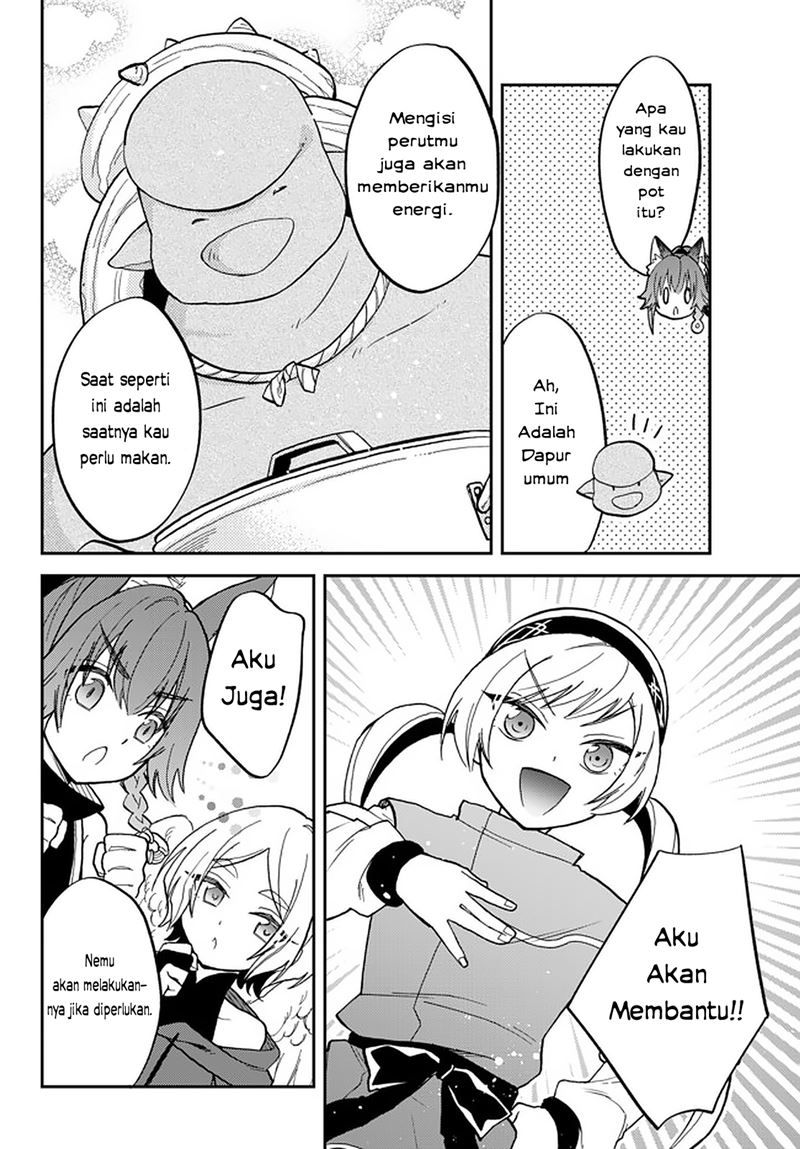 Apa
yang kau
lakukan
dengan
pot
itu?
Ah,
Ini
Adalah
Dapur
umum
Mengisi
perutmu
juga akan
memberikanmu
energi.
Saat seperti
ini adalah
saatnya kau
perlu makan.
Aku
Akan
Membantu!!
Aku
Juga!
Nemu
akan melakukan-
nya jika diperlukan.